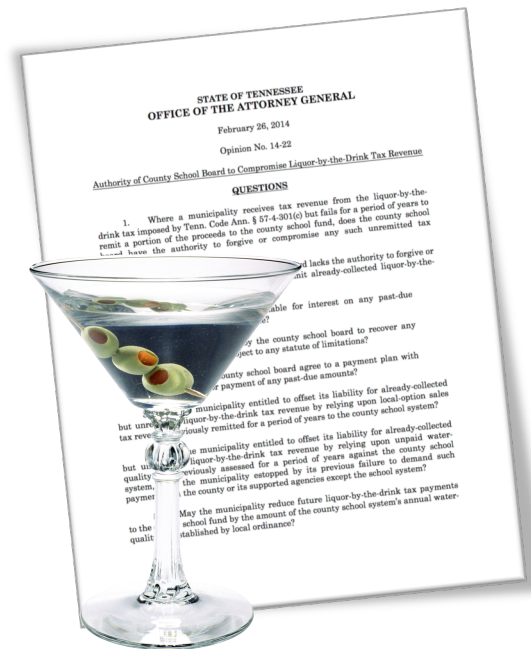 STATE OF TENNESSEE
OFFICE OF THE ATTORNEY GENERAL
February 26, 2014
Opinion No. 14-22
Authority of County School Board to Compromise Liquor-by-the-Drink Tax Revenue
QUESTIONS
1. Where a municipality receives tax revenue from the liquor-by-the-
drink tax imposed by Tenn. Code Ann. § 57-4-301(c) but fails for a period of years to
remit a portion of the proceeds to the county school fund, does the county school
have the authority to forgive or compromise any such unremitted tax
lacks the authority to forgive or
already-collected liquor-by-the-
for interest on any past-due
by the county school board to recover any
to any statute of limitations?
school board agree to a payment plan with
payment of any past-due amounts?
municipality entitled to offset its liability for already-collected
but liquor-by-the-drink tax revenue by relying upon local-option sales
tax remitted for a period of years to the county school system?
municipality entitled to offset its liability for already-collected
but liquor-by-the-drink tax revenue by relying upon unpaid water-
quality assessed for a period of years against the county school
system, the municipality estopped by its previous failure to demand such
the county or its supported agencies except the school system?
May the municipality reduce future liquor-by-the-drink tax payments
to the school fund by the amount of the county school system's annual water-
established by local ordinance?